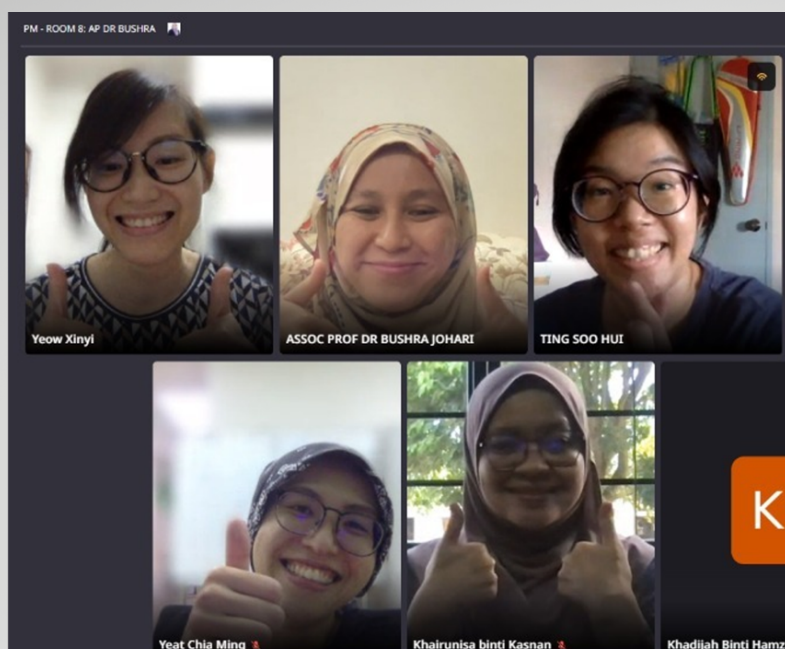 PM - ROOM 8: AP DR BUSHRA
Yeow Xinyi
ASSOC PROF DR BUSHRA JOHARI
TING SOO HUI
K
Yeat Chia Ming
Khairunisa binti Kasnan
Khadijah Binti Hamz